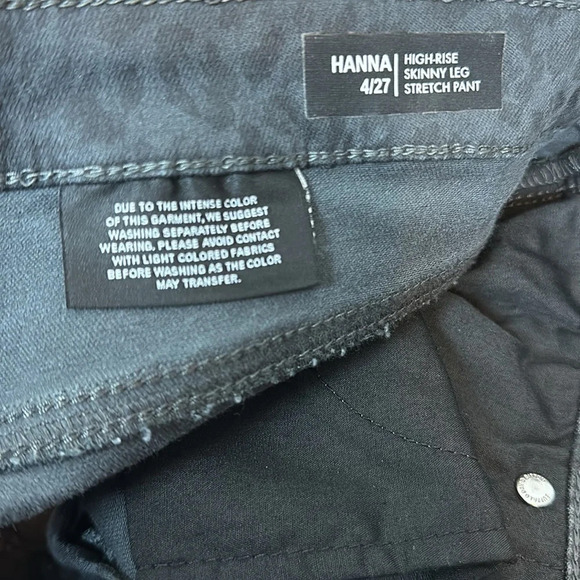 HANNA
4/27
HIGH-RISE
SKINNY LEG
STRETCH PANT
DUE TO THE INTENSE COLOR
OF THIS GARMENT, WE SUGGEST
WASHING SEPARATELY BEFORE
WEARING. PLEASE AVOID CONTACT
WITH LIGHT COLORED FABRICS
BEFORE WASHING AS THE COLOR
MAY TRANSFER.